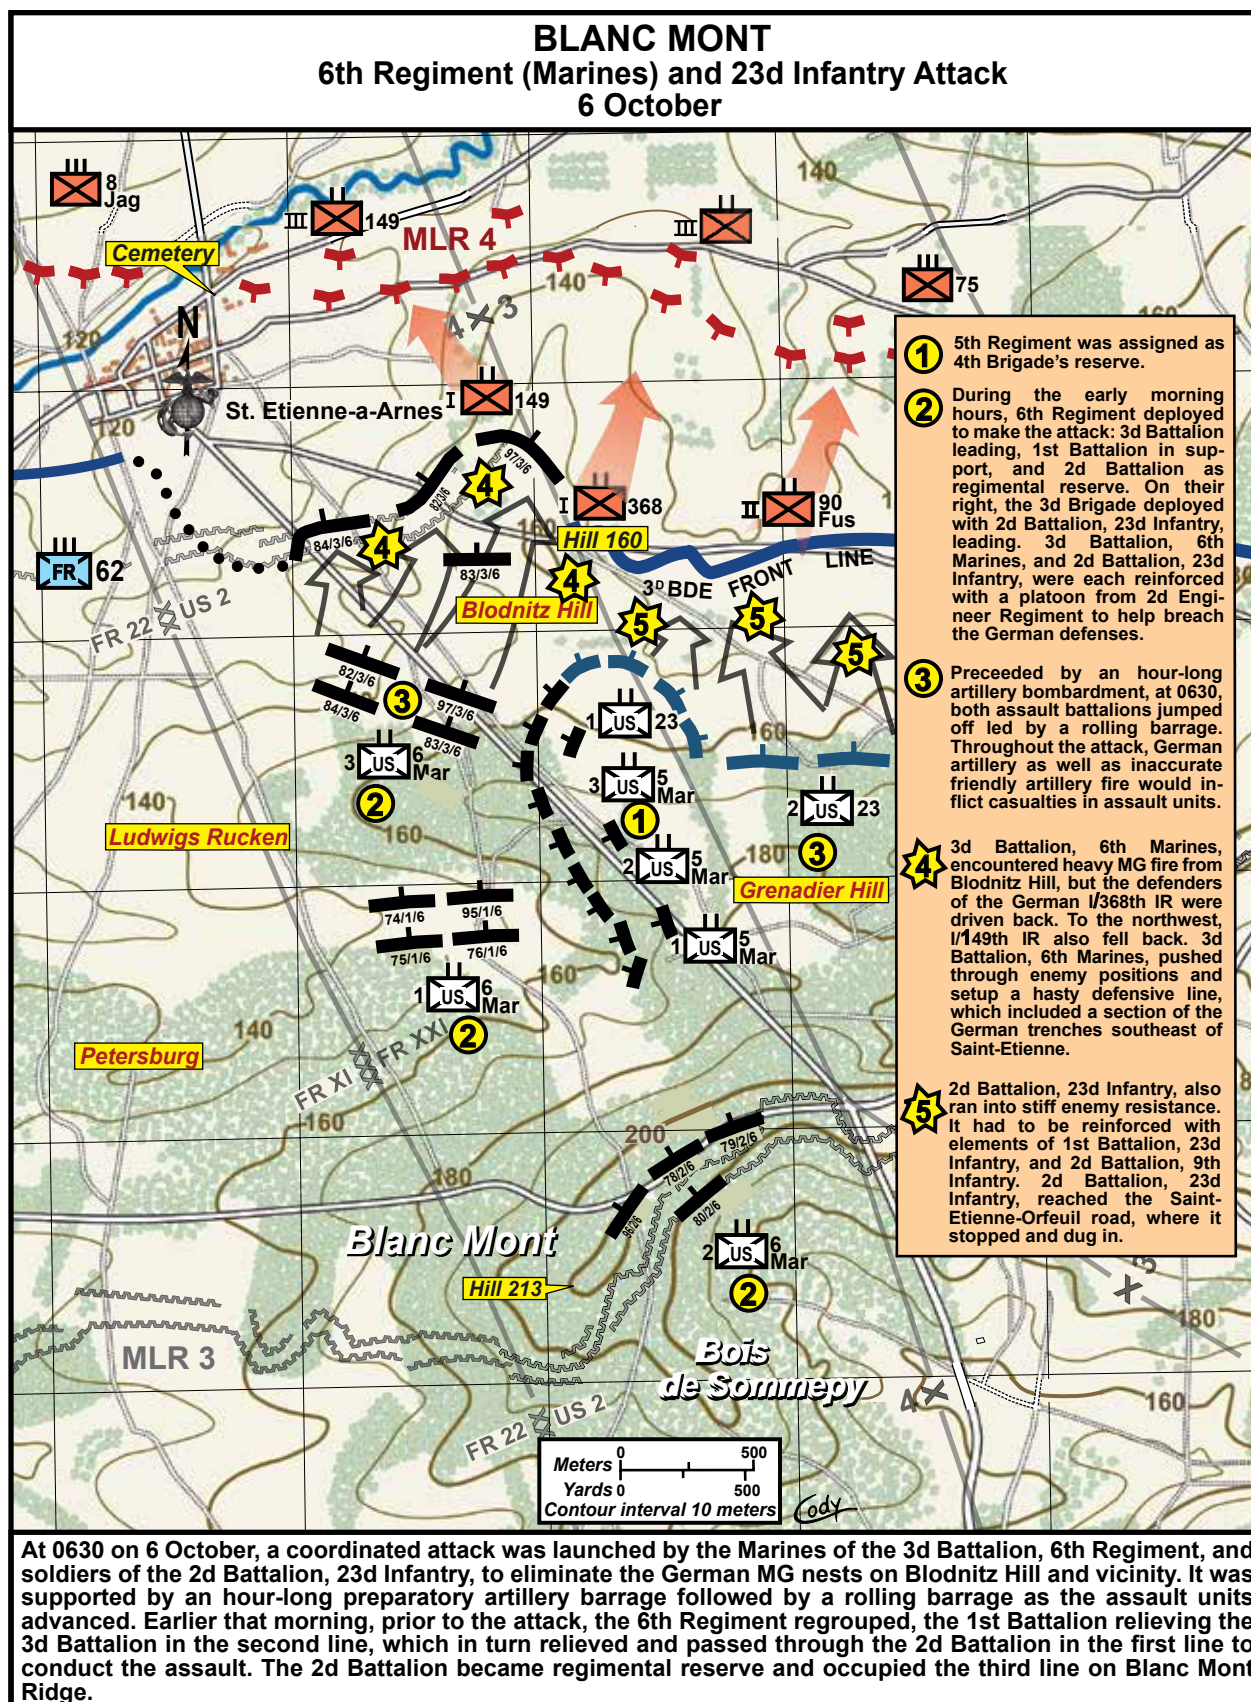 BLANC MONT
6th Regiment (Marines) and 23d Infantry Attack
6 October
8
Jag
III 149
III
MLR 4
Cemetery
75
140
140
160
120
N
4 X 3
St. Etienne-a-Arnes
I 149
120
97/3/6
82/3/6
84/3/6
83/3/6
I 368
II 90
Fus
160
Hill 160
FR 62
3D BDE FRONT LINE
Blodnitz Hill
FR 22 XX US 2
4
4
4
5
5
5
82/3/6
84/3/6
97/3/6
83/3/6
3
160
1 US 23
160
3 US 6
Mar
2
160
3 US 5
Mar
1
2 US 23
3
180
2 US 5
Mar
140
Ludwigs Rucken
Grenadier Hill
74/1/6
95/1/6
75/1/6
76/1/6
1 US 5
Mar
160
1 US 6
Mar
2
140
Petersburg
FR XI XXX FR XXI
160
200
180
79/2/6
78/2/6
80/2/6
96/2/6
Blanc Mont
2 US 6
Mar
2
Hill 213
MLR 3
Bois
de Sommepy
X 3
180
160
4 X
FR 22 XX US 2
Meters 0 500
Yards 0 500
Contour interval 10 meters
Cody
1 5th Regiment was assigned as
4th Brigade's reserve.
2 During the early morning
hours, 6th Regiment deployed
to make the attack: 3d Battalion
leading, 1st Battalion in sup-
port, and 2d Battalion as
regimental reserve. On their
right, the 3d Brigade deployed
with 2d Battalion, 23d Infantry,
leading. 3d Battalion, 6th
Marines, and 2d Battalion, 23d
Infantry, were each reinforced
with a platoon from 2d Engi-
neer Regiment to help breach
the German defenses.
3 Preceeded by an hour-long
artillery bombardment, at 0630,
both assault battalions jumped
off led by a rolling barrage.
Throughout the attack, German
artillery as well as inaccurate
friendly artillery fire would in-
flict casualties in assault units.
4 3d Battalion, 6th Marines,
encountered heavy MG fire from
Blodnitz Hill, but the defenders
of the German I/368th IR were
driven back. To the northwest,
I/149th IR also fell back. 3d
Battalion, 6th Marines, pushed
through enemy positions and
setup a hasty defensive line,
which included a section of the
German trenches southeast of
Saint-Etienne.
5 2d Battalion, 23d Infantry, also
ran into stiff enemy resistance.
It had to be reinforced with
elements of 1st Battalion, 23d
Infantry, and 2d Battalion, 9th
Infantry. 2d Battalion, 23d
Infantry, reached the Saint-
Etienne-Orfeuil road, where it
stopped and dug in.
At 0630 on 6 October, a coordinated attack was launched by the Marines of the 3d Battalion, 6th Regiment, and
soldiers of the 2d Battalion, 23d Infantry, to eliminate the German MG nests on Blodnitz Hill and vicinity. It was
supported by an hour-long preparatory artillery barrage followed by a rolling barrage as the assault units
advanced. Earlier that morning, prior to the attack, the 6th Regiment regrouped, the 1st Battalion relieving the
3d Battalion in the second line, which in turn relieved and passed through the 2d Battalion in the first line to
conduct the assault. The 2d Battalion became regimental reserve and occupied the third line on Blanc Mont
Ridge.